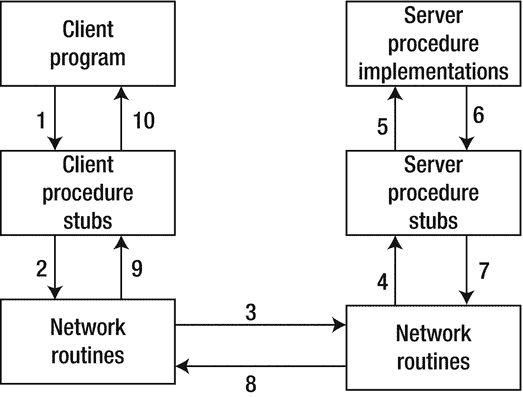 Client
program
Server
procedure
implementations
1
10
5
6
Client
procedure
stubs
Server
procedure
stubs
2
9
4
7
Network
routines
3
8
Network
routines